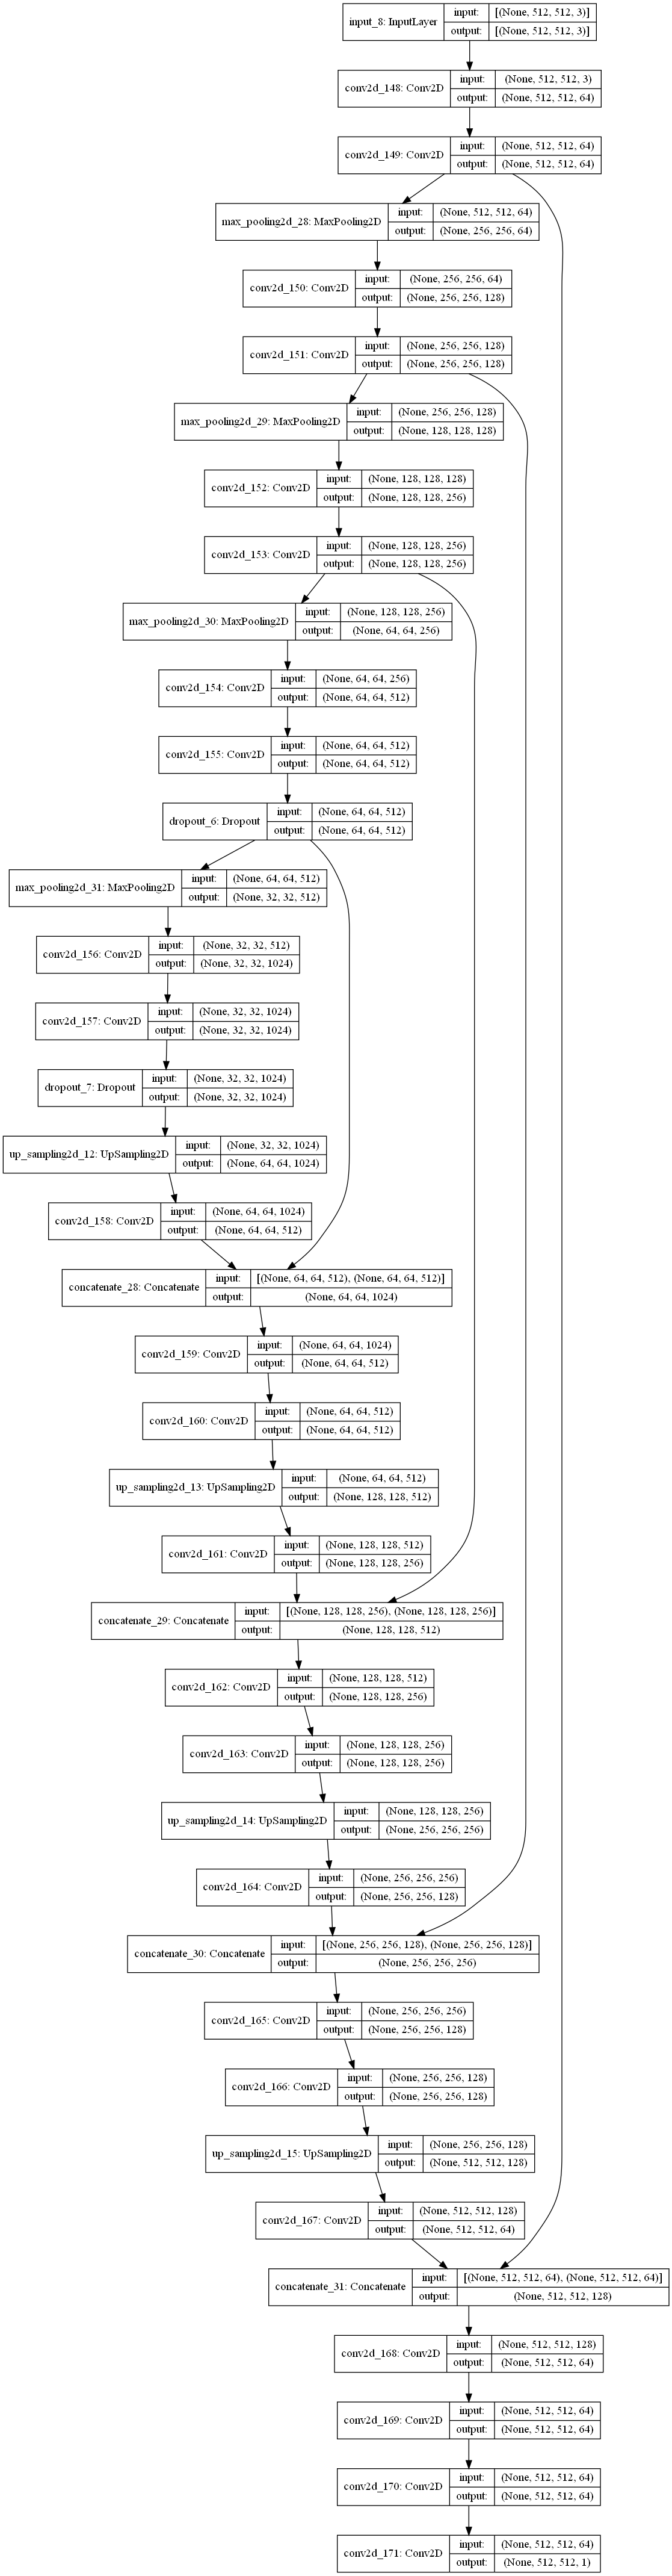 input_8: InputLayer input: [(None, 512, 512, 3)]
output: [(None, 512, 512, 3)]
conv2d_148: Conv2D input: (None, 512, 512, 3)
output: (None, 512, 512, 64)
conv2d_149: Conv2D input: (None, 512, 512, 64)
output: (None, 512, 512, 64)
max_pooling2d_28: MaxPooling2D input: (None, 512, 512, 64)
output: (None, 256, 256, 64)
conv2d_150: Conv2D input: (None, 256, 256, 64)
output: (None, 256, 256, 128)
conv2d_151: Conv2D input: (None, 256, 256, 128)
output: (None, 256, 256, 128)
max_pooling2d_29: MaxPooling2D input: (None, 256, 256, 128)
output: (None, 128, 128, 128)
conv2d_152: Conv2D input: (None, 128, 128, 128)
output: (None, 128, 128, 256)
conv2d_153: Conv2D input: (None, 128, 128, 256)
output: (None, 128, 128, 256)
max_pooling2d_30: MaxPooling2D input: (None, 128, 128, 256)
output: (None, 64, 64, 256)
conv2d_154: Conv2D input: (None, 64, 64, 256)
output: (None, 64, 64, 512)
conv2d_155: Conv2D input: (None, 64, 64, 512)
output: (None, 64, 64, 512)
dropout_6: Dropout input: (None, 64, 64, 512)
output: (None, 64, 64, 512)
max_pooling2d_31: MaxPooling2D input: (None, 64, 64, 512)
output: (None, 32, 32, 512)
conv2d_156: Conv2D input: (None, 32, 32, 512)
output: (None, 32, 32, 1024)
conv2d_157: Conv2D input: (None, 32, 32, 1024)
output: (None, 32, 32, 1024)
dropout_7: Dropout input: (None, 32, 32, 1024)
output: (None, 32, 32, 1024)
up_sampling2d_12: UpSampling2D input: (None, 32, 32, 1024)
output: (None, 64, 64, 1024)
conv2d_158: Conv2D input: (None, 64, 64, 1024)
output: (None, 64, 64, 512)
concatenate_28: Concatenate input: [(None, 64, 64, 512), (None, 64, 64, 512)]
output: (None, 64, 64, 1024)
conv2d_159: Conv2D input: (None, 64, 64, 1024)
output: (None, 64, 64, 512)
conv2d_160: Conv2D input: (None, 64, 64, 512)
output: (None, 64, 64, 512)
up_sampling2d_13: UpSampling2D input: (None, 64, 64, 512)
output: (None, 128, 128, 512)
conv2d_161: Conv2D input: (None, 128, 128, 512)
output: (None, 128, 128, 256)
concatenate_29: Concatenate input: [(None, 128, 128, 256), (None, 128, 128, 256)]
output: (None, 128, 128, 512)
conv2d_162: Conv2D input: (None, 128, 128, 512)
output: (None, 128, 128, 256)
conv2d_163: Conv2D input: (None, 128, 128, 256)
output: (None, 128, 128, 256)
up_sampling2d_14: UpSampling2D input: (None, 128, 128, 256)
output: (None, 256, 256, 256)
conv2d_164: Conv2D input: (None, 256, 256, 256)
output: (None, 256, 256, 128)
concatenate_30: Concatenate input: [(None, 256, 256, 128), (None, 256, 256, 128)]
output: (None, 256, 256, 256)
conv2d_165: Conv2D input: (None, 256, 256, 256)
output: (None, 256, 256, 128)
conv2d_166: Conv2D input: (None, 256, 256, 128)
output: (None, 256, 256, 128)
up_sampling2d_15: UpSampling2D input: (None, 256, 256, 128)
output: (None, 512, 512, 128)
conv2d_167: Conv2D input: (None, 512, 512, 128)
output: (None, 512, 512, 64)
concatenate_31: Concatenate input: [(None, 512, 512, 64), (None, 512, 512, 64)]
output: (None, 512, 512, 128)
conv2d_168: Conv2D input: (None, 512, 512, 128)
output: (None, 512, 512, 64)
conv2d_169: Conv2D input: (None, 512, 512, 64)
output: (None, 512, 512, 64)
conv2d_170: Conv2D input: (None, 512, 512, 64)
output: (None, 512, 512, 64)
conv2d_171: Conv2D input: (None, 512, 512, 64)
output: (None, 512, 512, 1)